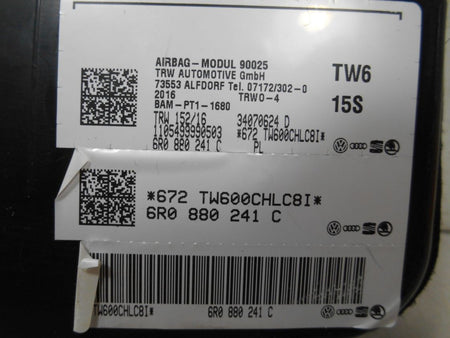 AIRBAG-MODUL 90025
TRW AUTOMOTIVE GmbH
73553 ALFDORF Tel. 07172/302-0
2016 TRWO-4
BAM-PT1-1680
TW6
15S
TRW 152/16 34070624 D
1105499990503 *672 TW600CHLC8I*
6R0 880 241 C PL
*672 TW600CHLC8I*
6R0 880 241 C
TW600CHLC8I* 6R0 880 241 C